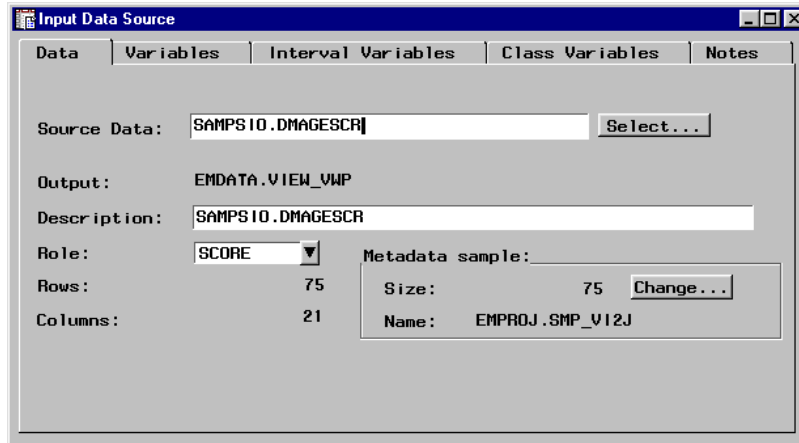 Input Data Source
Data Variables Interval Variables Class Variables Notes
Source Data: SAMPSIO.DMAGESCR Select...
Output: EMDATA.VIEW_VWP
Description: SAMPSIO.DMAGESCR
Role: SCORE Metadata sample:
Rows: 75 Size: 75 Change...
Columns: 21 Name: EMPROJ.SMP_VI2J